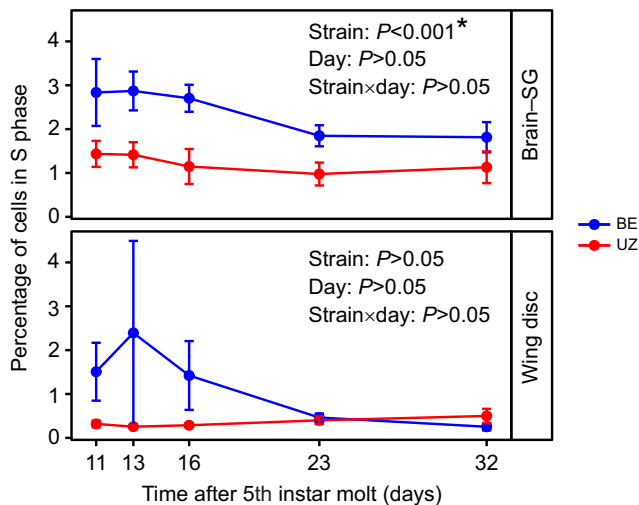 Percentage of cells in S phase
4
3
2
1
0
Strain: P<0.001*
Day: P>0.05
Strain×day: P>0.05
Brain–SG
4
3
2
1
0
Strain: P>0.05
Day: P>0.05
Strain×day: P>0.05
Wing disc
BE
UZ
11 13 16 23 32
Time after 5th instar molt (days)